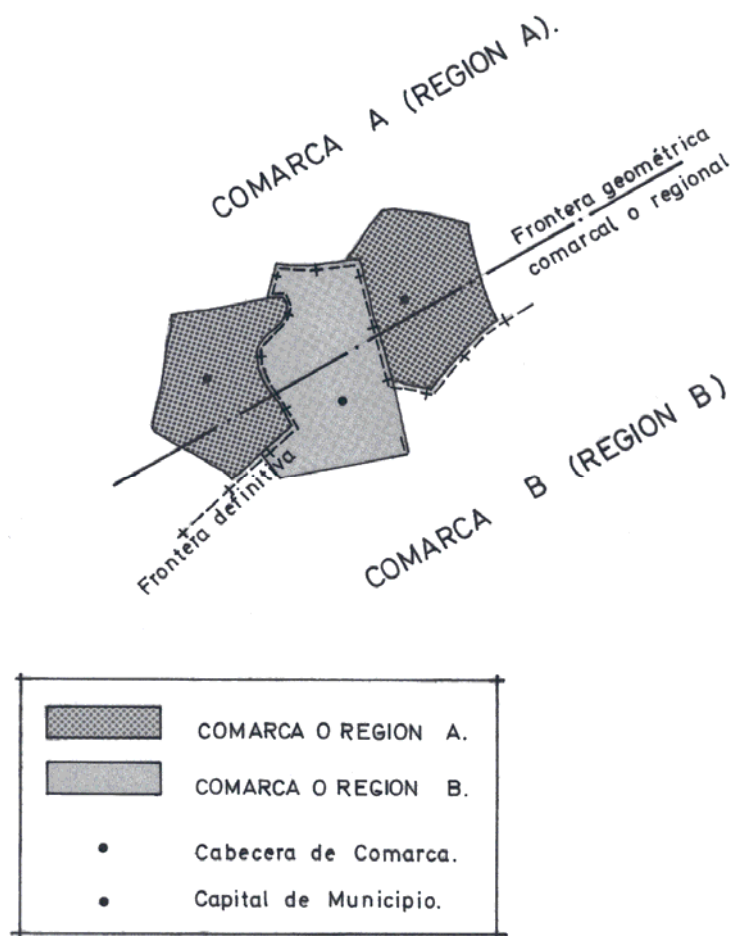 COMARCA A (REGION A).
Frontera geométrica
comarcal o regional
COMARCA B (REGION B)
Frontera definitiva
COMARCA O REGION A.
COMARCA O REGION B.
Cabecera de Comarca.
Capital de Municipio.